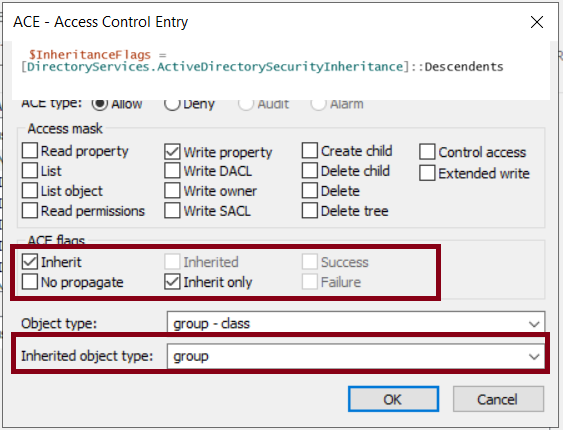 ACE - Access Control Entry
$InheritanceFlags =
[DirectoryServices.ActiveDirectorySecurityInheritance]::Descendents
ACE type: Allow Deny Audit Alarm
Access mask
Read property Write property Create child Control access
List Write DACL Delete child Extended write
List object Write owner Delete
Read permissions Write SACL Delete tree
ACE flags
Inherit Inherited Success
No propagate Inherit only Failure
Object type: group - class
Inherited object type: group
OK Cancel